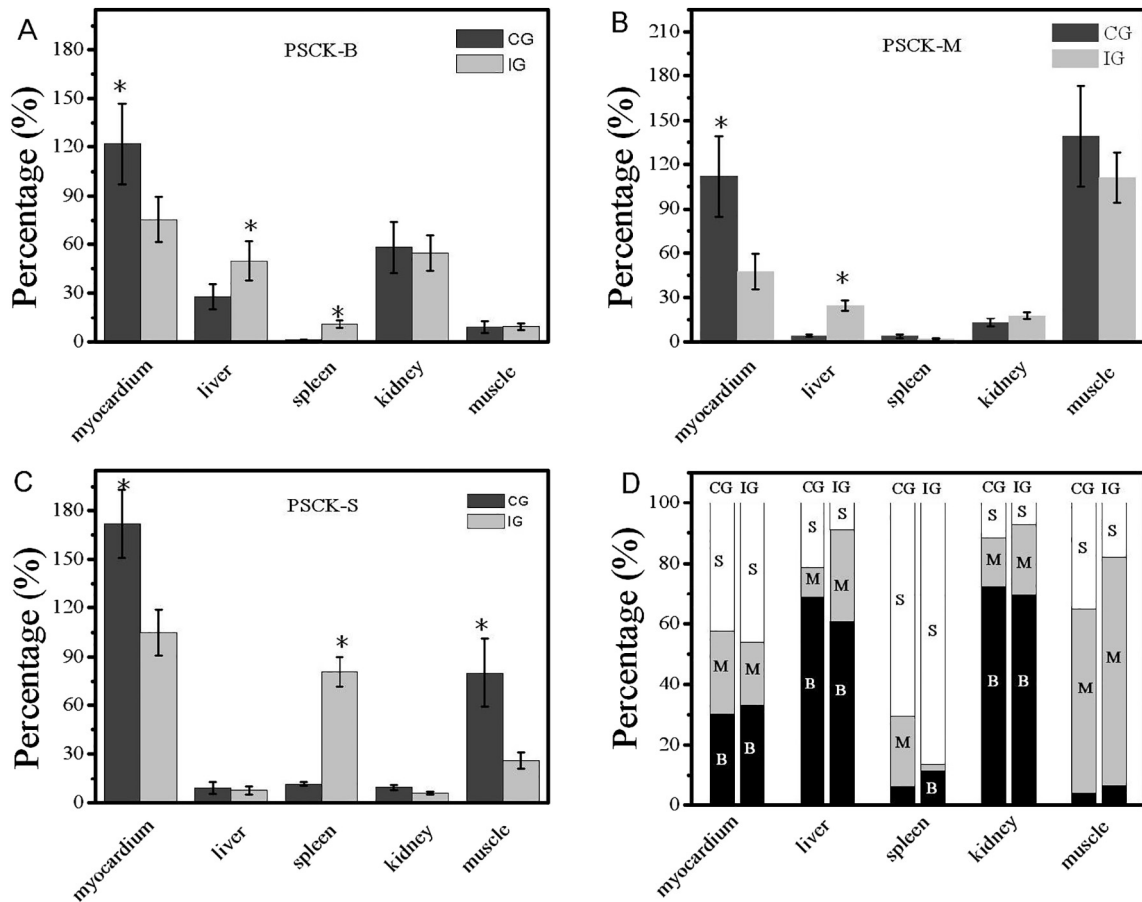 A
PSCK-B
CG
IG
*
*
*
Percentage (%)
180
150
120
90
60
30
0
myocardium
liver
spleen
kidney
muscle
B
PSCK-M
CG
IG
*
*
Percentage (%)
210
180
150
120
90
60
30
0
myocardium
liver
spleen
kidney
muscle
C
PSCK-S
CG
IG
*
*
*
Percentage (%)
180
150
120
90
60
30
0
myocardium
liver
spleen
kidney
muscle
D
CG IG CG IG CG IG CG IG CG IG
Percentage (%)
100
80
60
40
20
0
S S S S S S S S S S
M M M M M M M M M
B B B B B B B
myocardium
liver
spleen
kidney
muscle